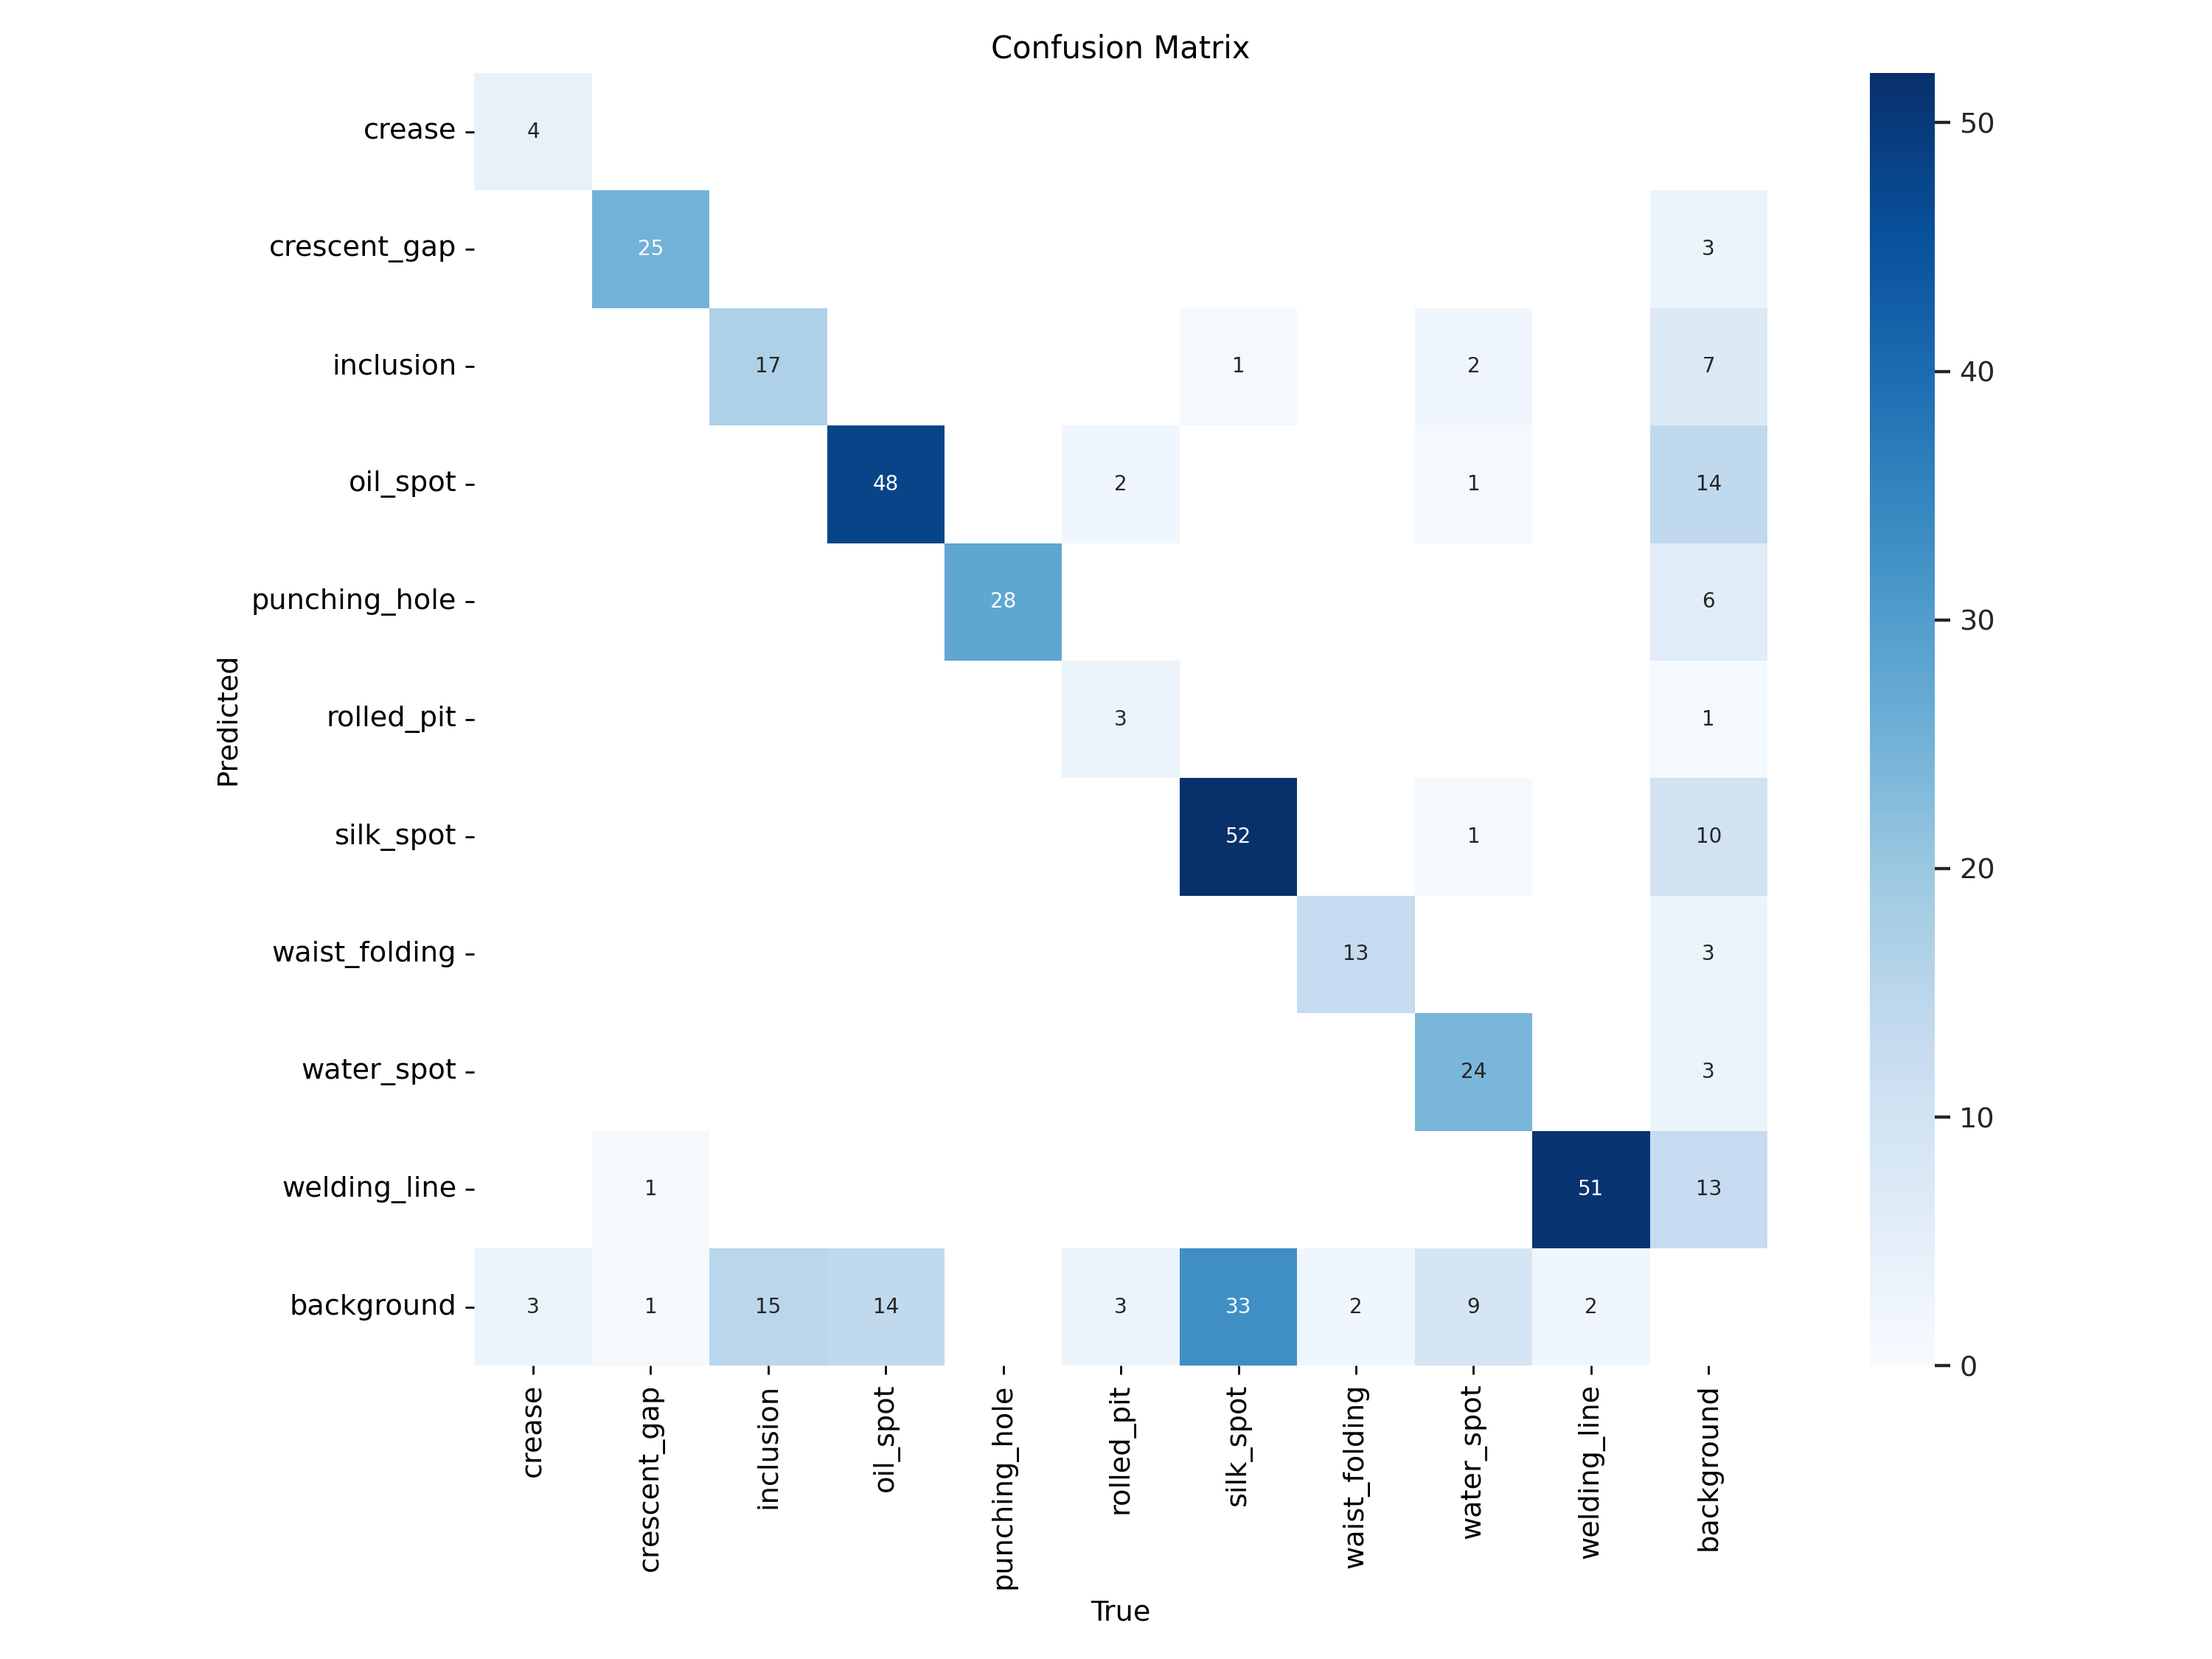 Confusion Matrix
crease 4
crescent_gap 25 3
inclusion 17 1 2 7
oil_spot 48 2 1 14
punching_hole 28 6
rolled_pit 3 1
silk_spot 52 1 10
waist_folding 13 3
water_spot 24 3
welding_line 1 51 13
background 3 1 15 14 3 33 2 9 2
Predicted
crease crescent_gap inclusion oil_spot punching_hole rolled_pit silk_spot waist_folding water_spot welding_line background
True
50
40
30
20
10
0